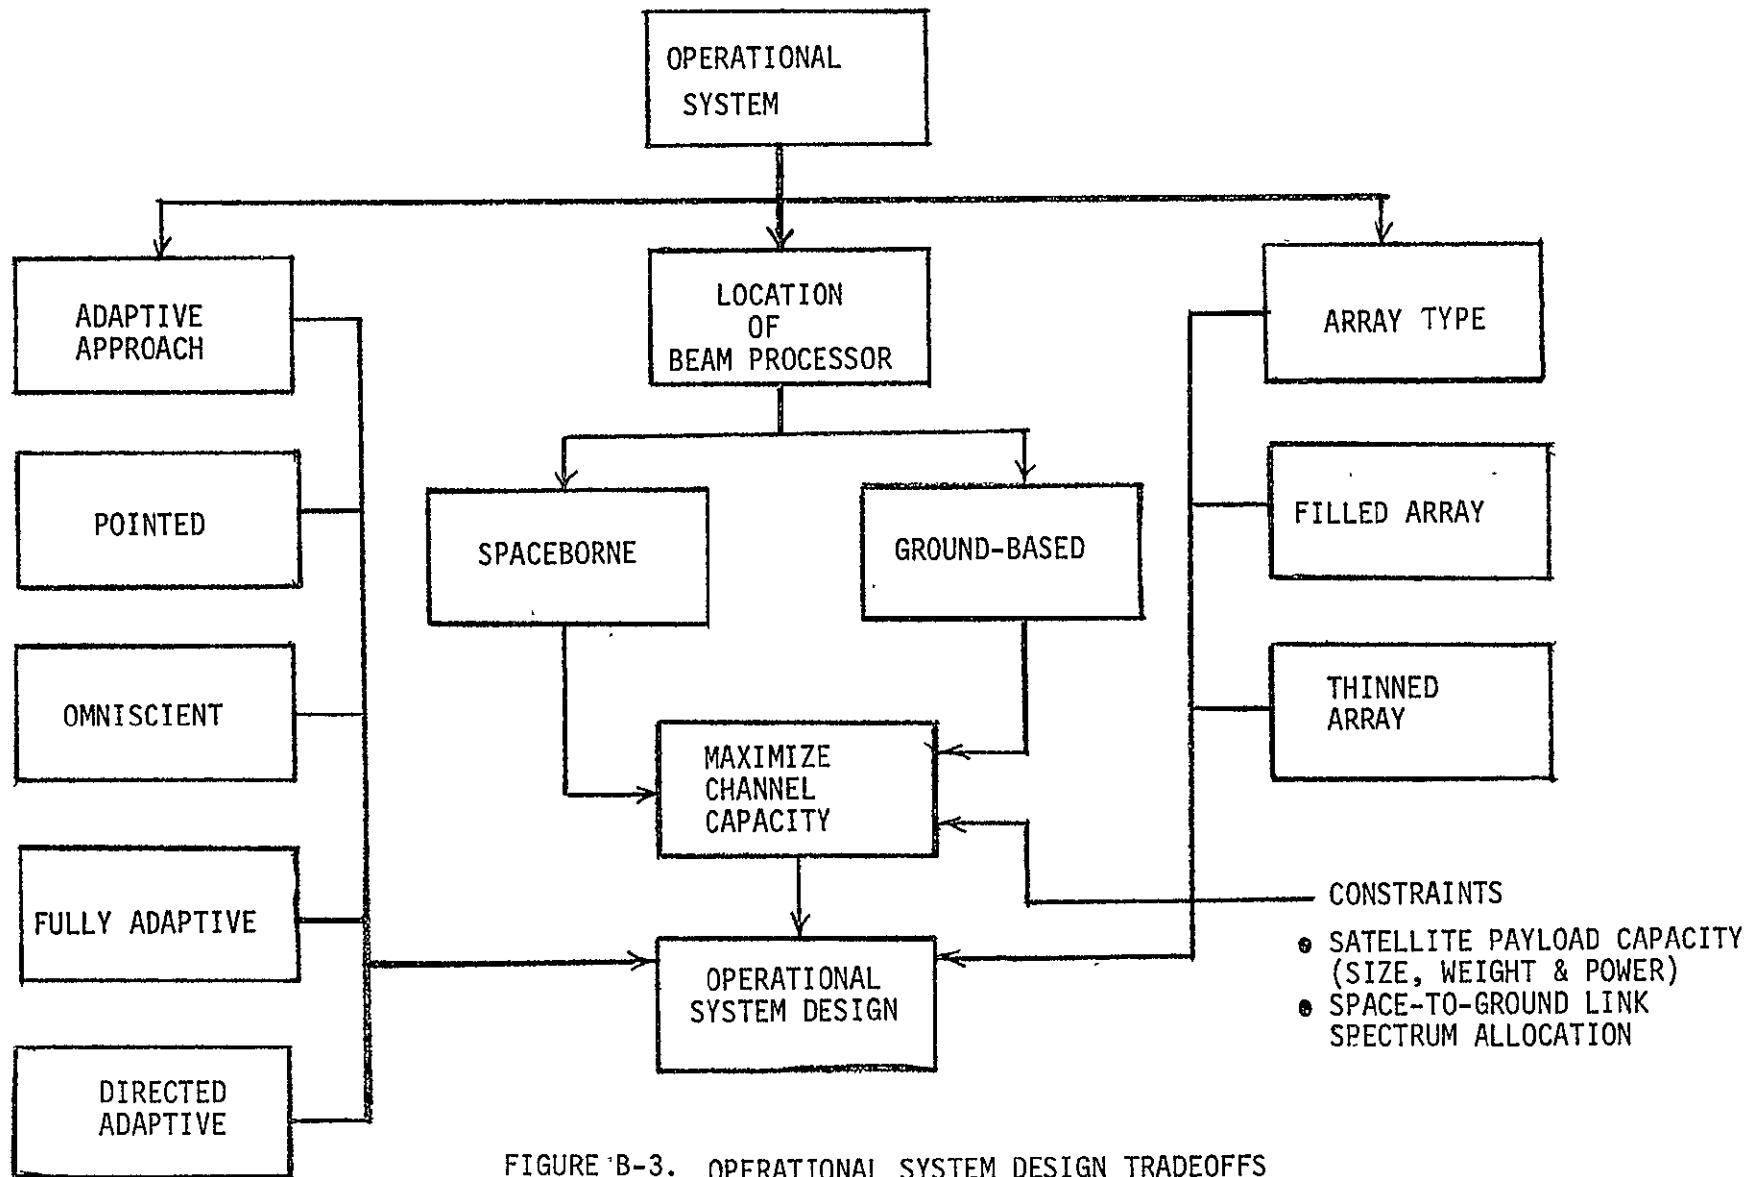 OPERATIONAL
SYSTEM
ADAPTIVE
APPROACH
LOCATION
OF
BEAM PROCESSOR
ARRAY TYPE
POINTED
SPACEBORNE
GROUND-BASED
FILLED ARRAY
OMNISCIENT
MAXIMIZE
CHANNEL
CAPACITY
THINNED
ARRAY
FULLY ADAPTIVE
OPERATIONAL
SYSTEM DESIGN
CONSTRAINTS
• SATELLITE PAYLOAD CAPACITY
(SIZE, WEIGHT & POWER)
• SPACE-TO-GROUND LINK
SPECTRUM ALLOCATION
DIRECTED
ADAPTIVE
FIGURE B-3. OPERATIONAL SYSTEM DESIGN TRADEOFFS